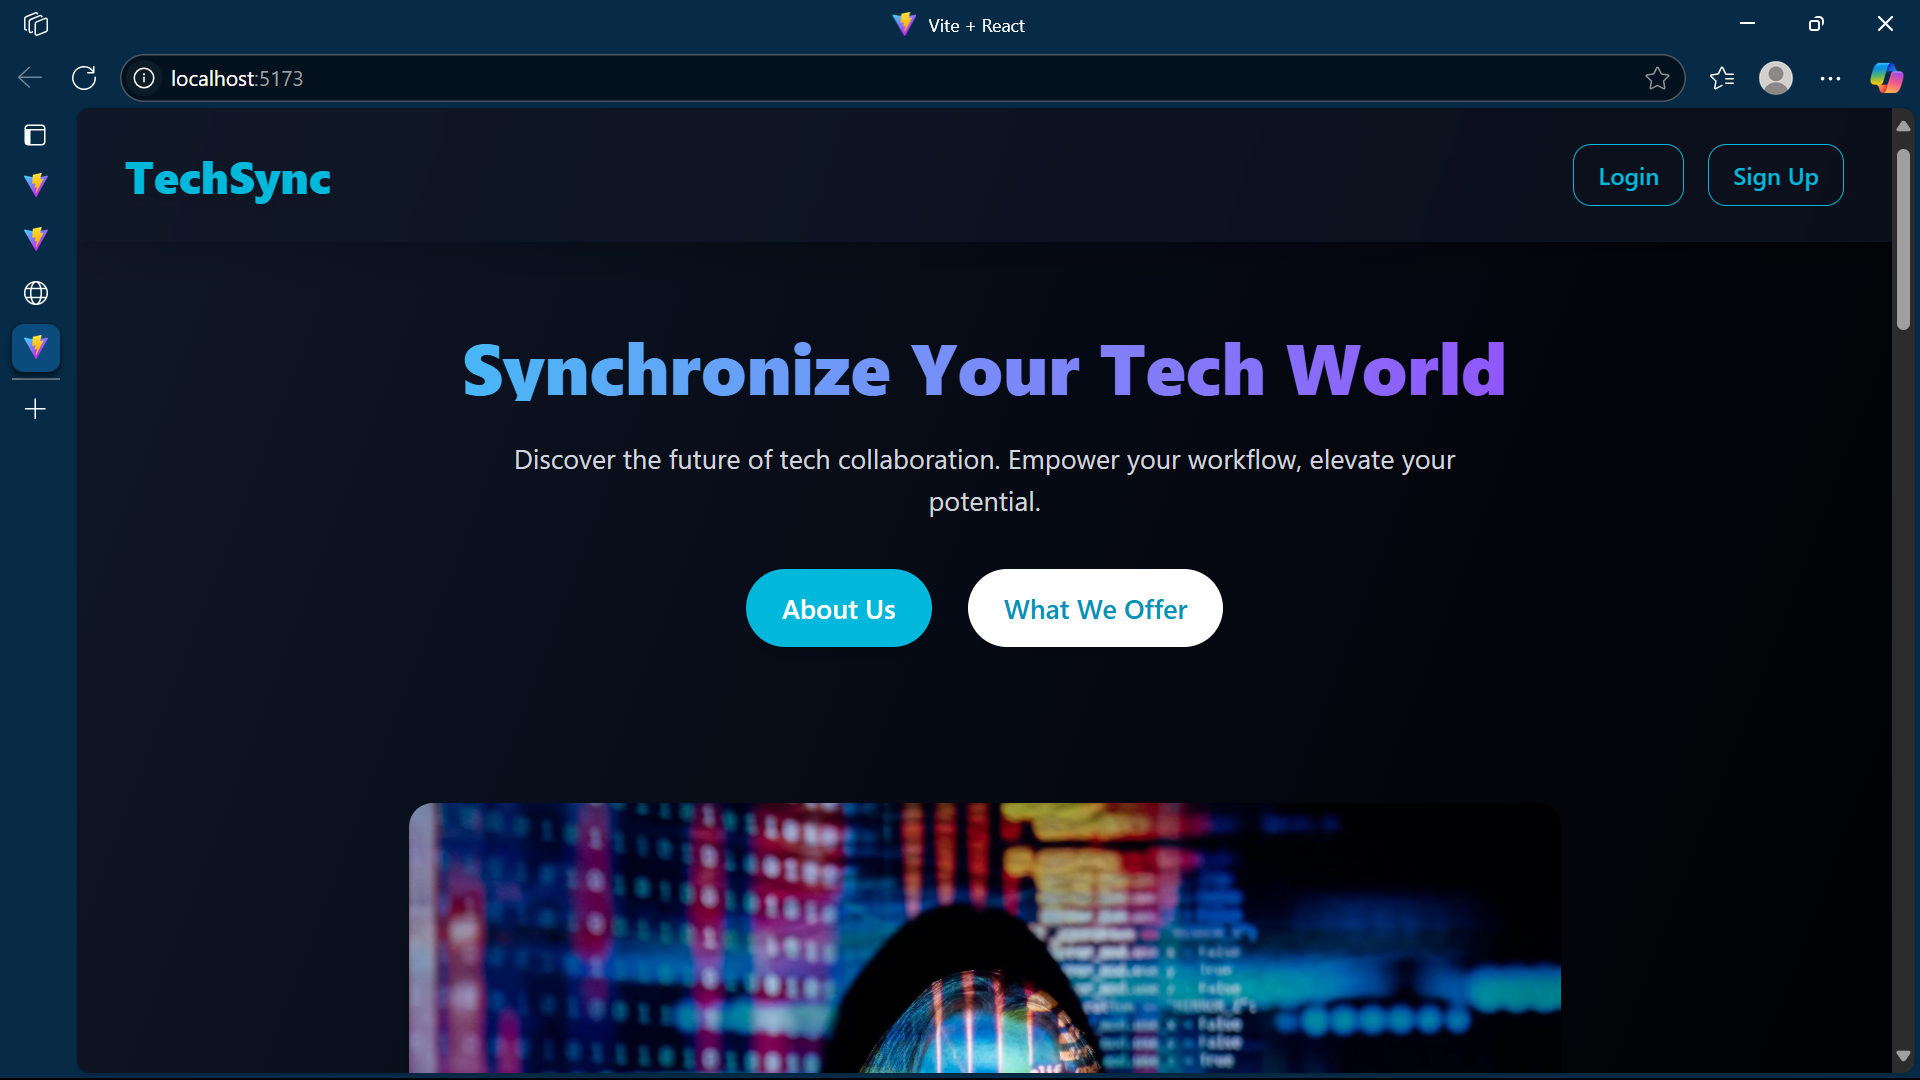 Vite + React
localhost:5173
TechSync
Login
Sign Up
Synchronize Your Tech World
Discover the future of tech collaboration. Empower your workflow, elevate your
potential.
About Us
What We Offer